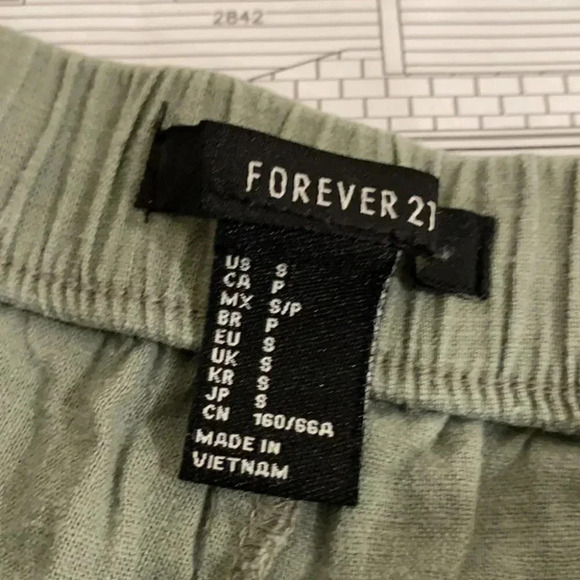 2842
FOREVER 21
US S
CA P
MX S/P
BR P
EU S
UK S
KR S
JP S
CN 160/66A
MADE IN
VIETNAM